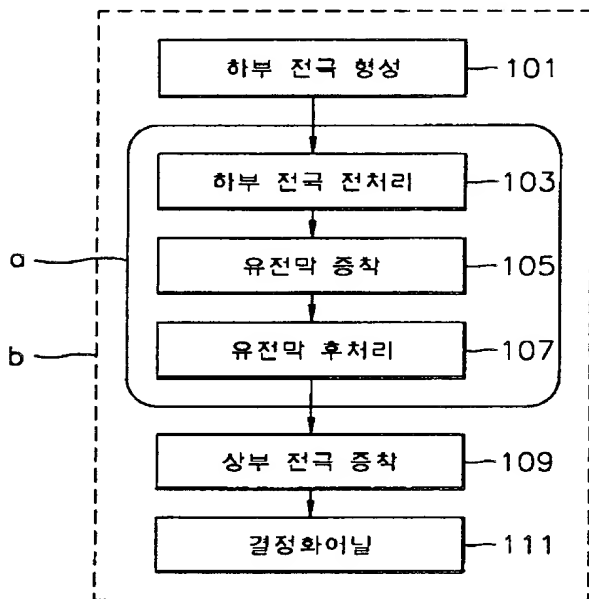 하부 전극 형성 101
하부 전극 전처리 103
a
유전막 증착 105
b
유전막 후처리 107
상부 전극 증착 109
결정화어닐 111